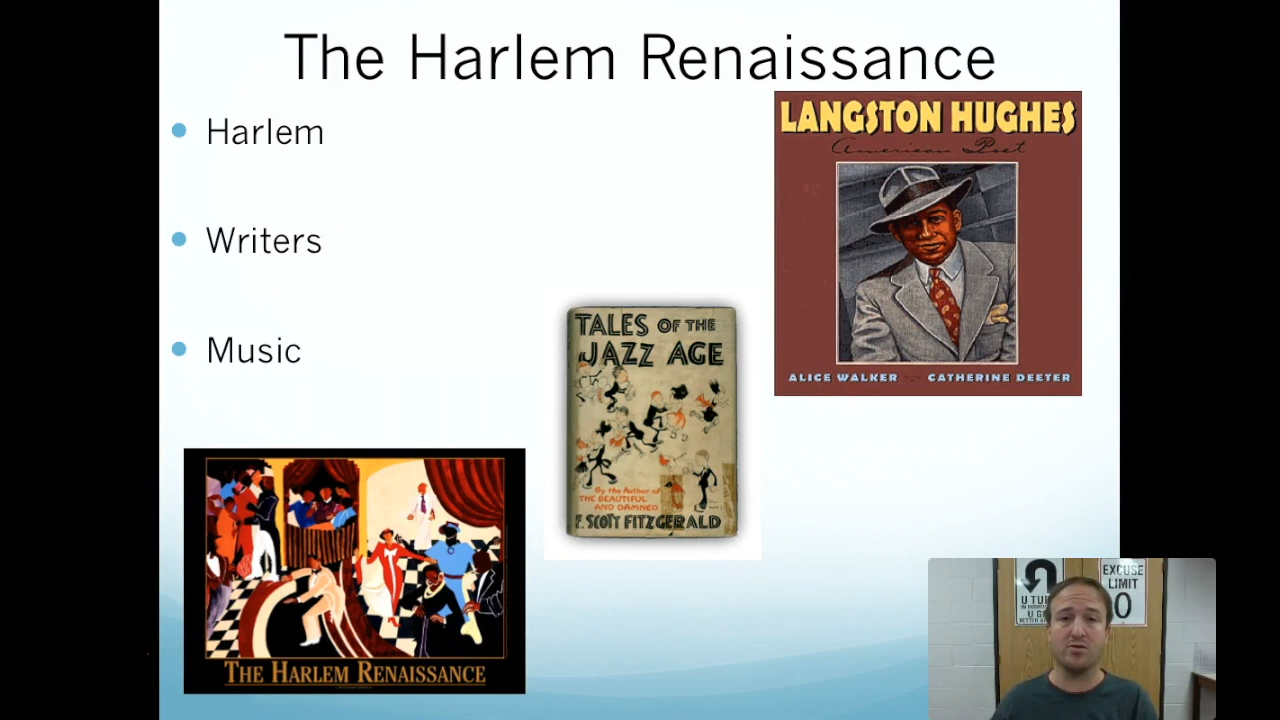 The Harlem Renaissance
Harlem
Writers
Music
LANGSTON HUGHES
American Poet
ALICE WALKER
CATHERINE DEETER
TALES OF THE
JAZZ AGE
By the Author of
THE BEAUTIFUL
AND DAMNED
F. SCOTT FITZGERALD
THE HARLEM RENAISSANCE
U TU
U
EXCUSE
LIMIT